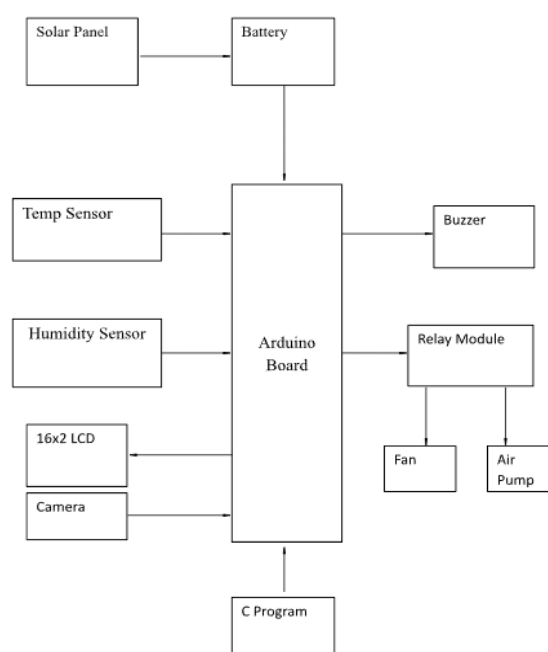 Solar Panel
Battery
Temp Sensor
Buzzer
Humidity Sensor
Arduino
Board
Relay Module
16x2 LCD
Fan
Air
Pump
Camera
C Program